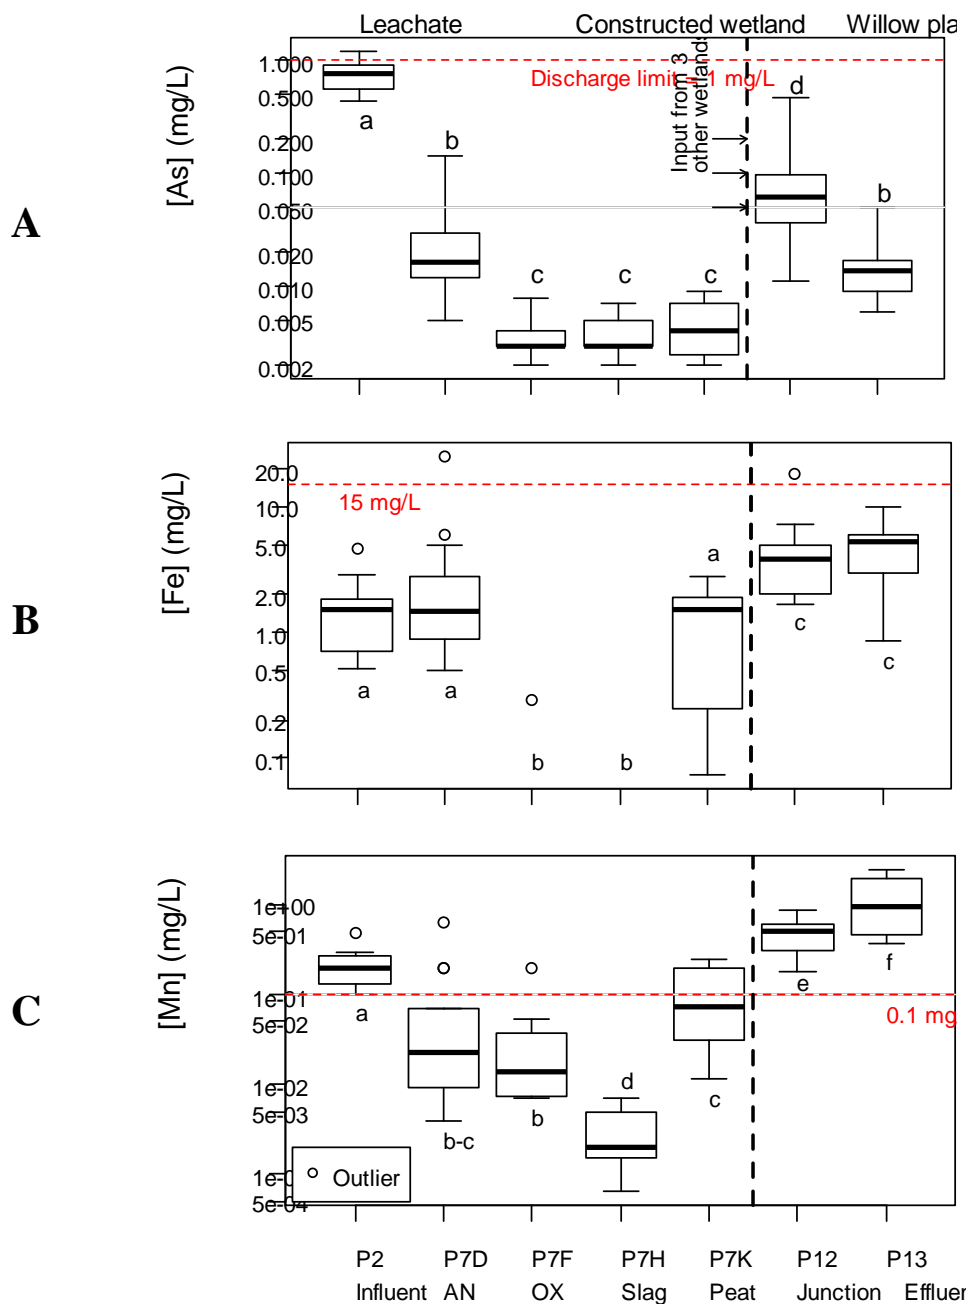 Leachate Constructed wetland Willow pla
A
[As] (mg/L)
1.000
0.500
0.200
0.100
0.050
0.020
0.010
0.005
0.002
Discharge limit = 1 mg/L
Input from 3
other wetlands
a b c c c d b
B
[Fe] (mg/L)
20.0
10.0
5.0
2.0
1.0
0.5
0.2
0.1
15 mg/L
a a b b a c c
C
[Mn] (mg/L)
1e+00
5e-01
1e-01
5e-02
1e-02
5e-03
1e-0
5e-04
0.1 mg
a b-c b d c e f
Outlier
P2 P7D P7F P7H P7K P12 P13
Influent AN OX Slag Peat Junction Effluen